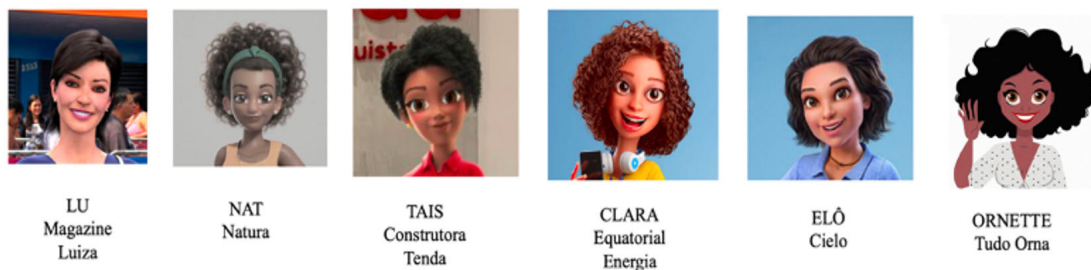 LU
Magazine
Luiza
NAT
Natura
TAIS
Construtora
Tenda
CLARA
Equatorial
Energia
ELÔ
Cielo
ORNETTE
Tudo Orna